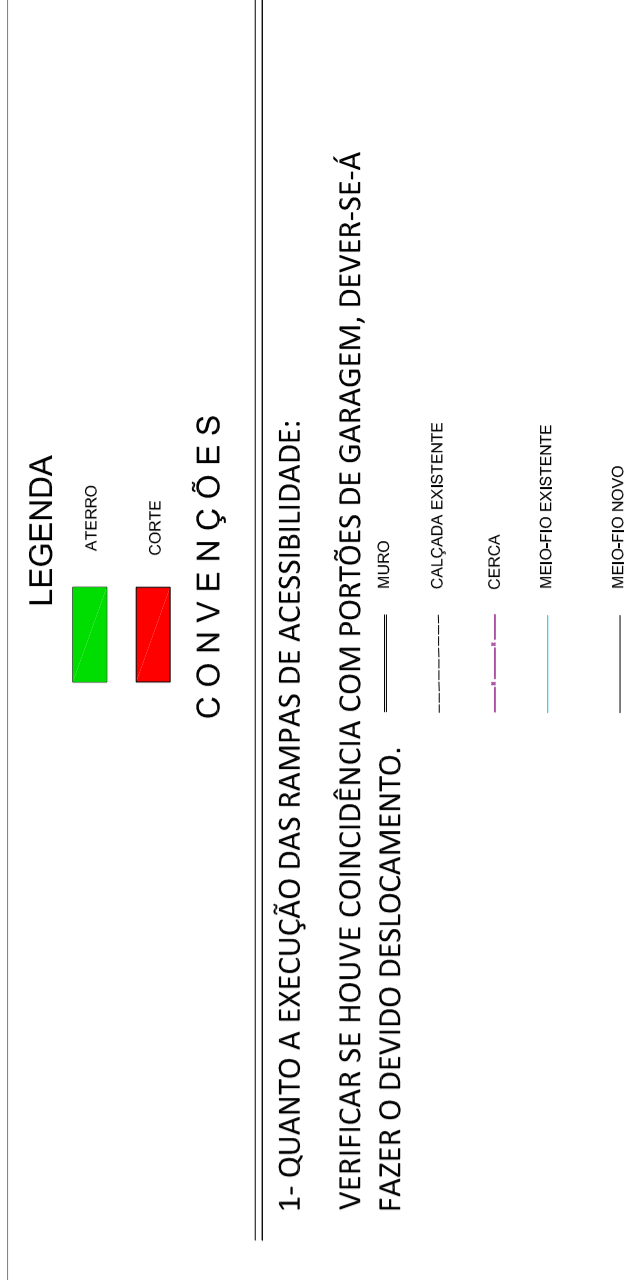 LEGENDA
ATERRO
CORTE
CONVENÇÕES
1- QUANTO A EXECUÇÃO DAS RAMPAS DE ACESSIBILIDADE:
VERIFICAR SE HOUVE COINCIDÊNCIA COM PORTÕES DE GARAGEM, DEVER-SE-Á
FAZER O DEVIDO DESLOCAMENTO.
MURO
CALÇADA EXISTENTE
CERCA
MEIO-FIO EXISTENTE
MEIO-FIO NOVO